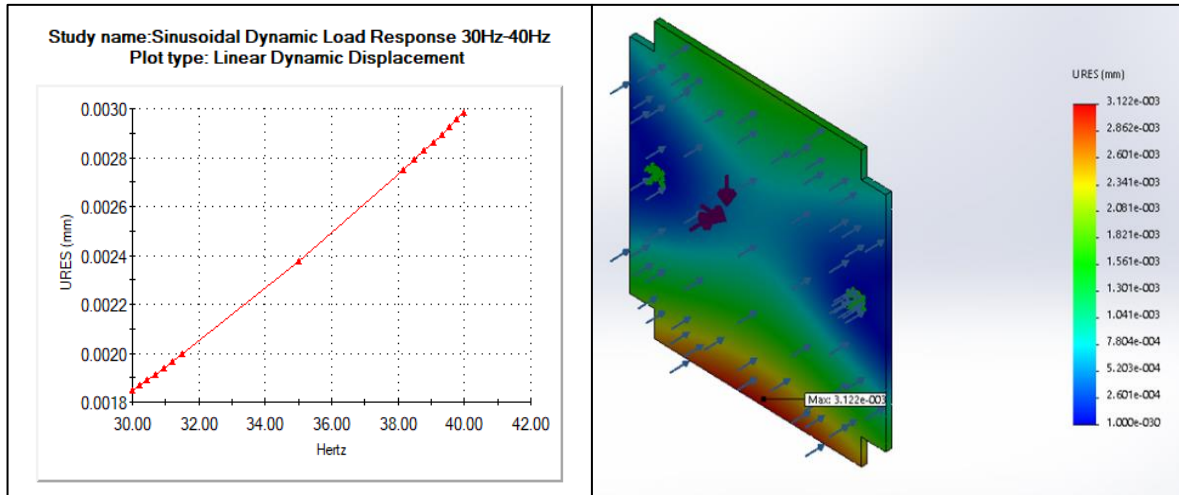 Study name:Sinusoidal Dynamic Load Response 30Hz-40Hz
Plot type: Linear Dynamic Displacement
0.0030
0.0028
0.0026
0.0024
0.0022
0.0020
0.0018
URES (mm)
30.00 32.00 34.00 36.00 38.00 40.00 42.00
Hertz
URES (mm)
3.122e-003
2.862e-003
2.601e-003
2.341e-003
2.081e-003
1.821e-003
1.561e-003
1.301e-003
1.041e-003
7.804e-004
5.203e-004
2.601e-004
1.000e-030
Max: 3.122e-003